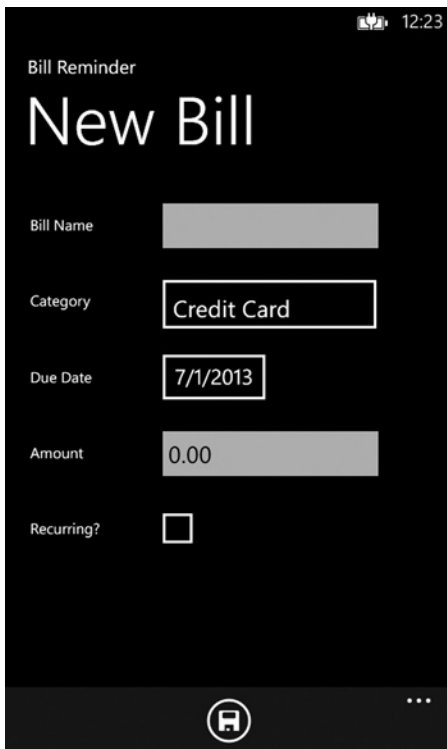 12:23
Bill Reminder
New Bill
Bill Name
Category
Credit Card
Due Date
7/1/2013
Amount
0.00
Recurring?